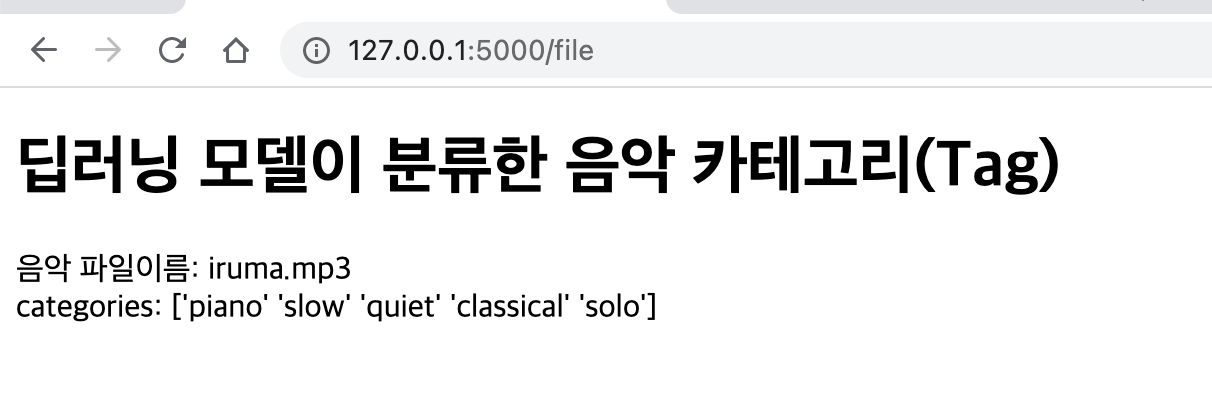 127.0.0.1:5000/file
딥러닝 모델이 분류한 음악 카테고리(Tag)
음악 파일이름: iruma.mp3
categories: ['piano' 'slow' 'quiet' 'classical' 'solo']